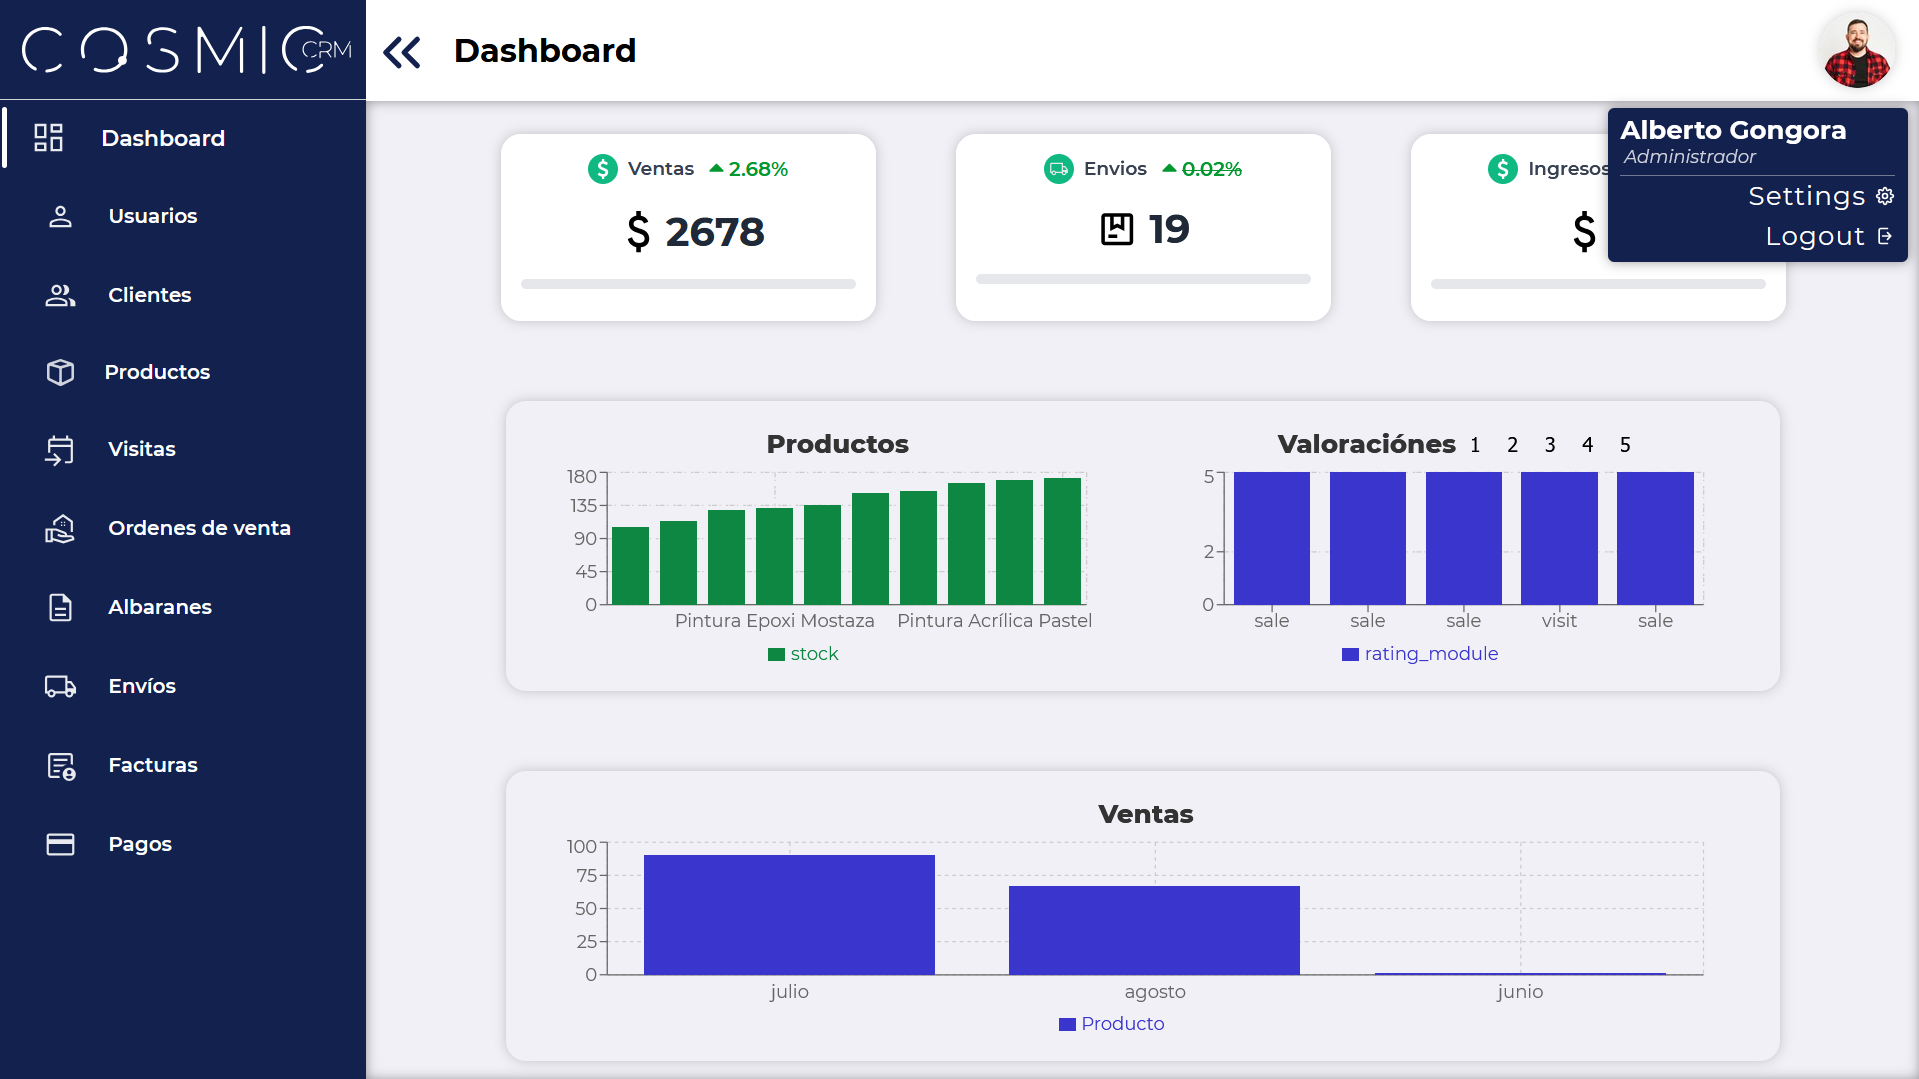 COSMIC CRM
Dashboard
Alberto Gongora
Administrador
Settings
Logout
Dashboard
Usuarios
Clientes
Productos
Visitas
Ordenes de venta
Albaranes
Envíos
Facturas
Pagos
Ventas 2.68%
$ 2678
Envios 0.02%
19
Ingresos
$
Productos
180
135
90
45
0
Pintura Epoxi Mostaza Pintura Acrílica Pastel
stock
Valoraciónes 1 2 3 4 5
5
2
0
sale sale sale visit sale
rating_module
Ventas
100
75
50
25
0
julio agosto junio
Producto